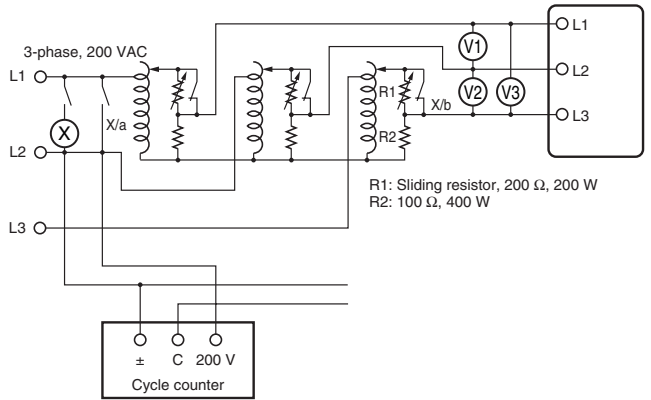 3-phase, 200 VAC
L1
X
X/a
L2
L3
R1
R2
X/b
V1
V2
V3
L1
L2
L3
R1: Sliding resistor, 200 Ω, 200 W
R2: 100 Ω, 400 W
± C 200 V
Cycle counter